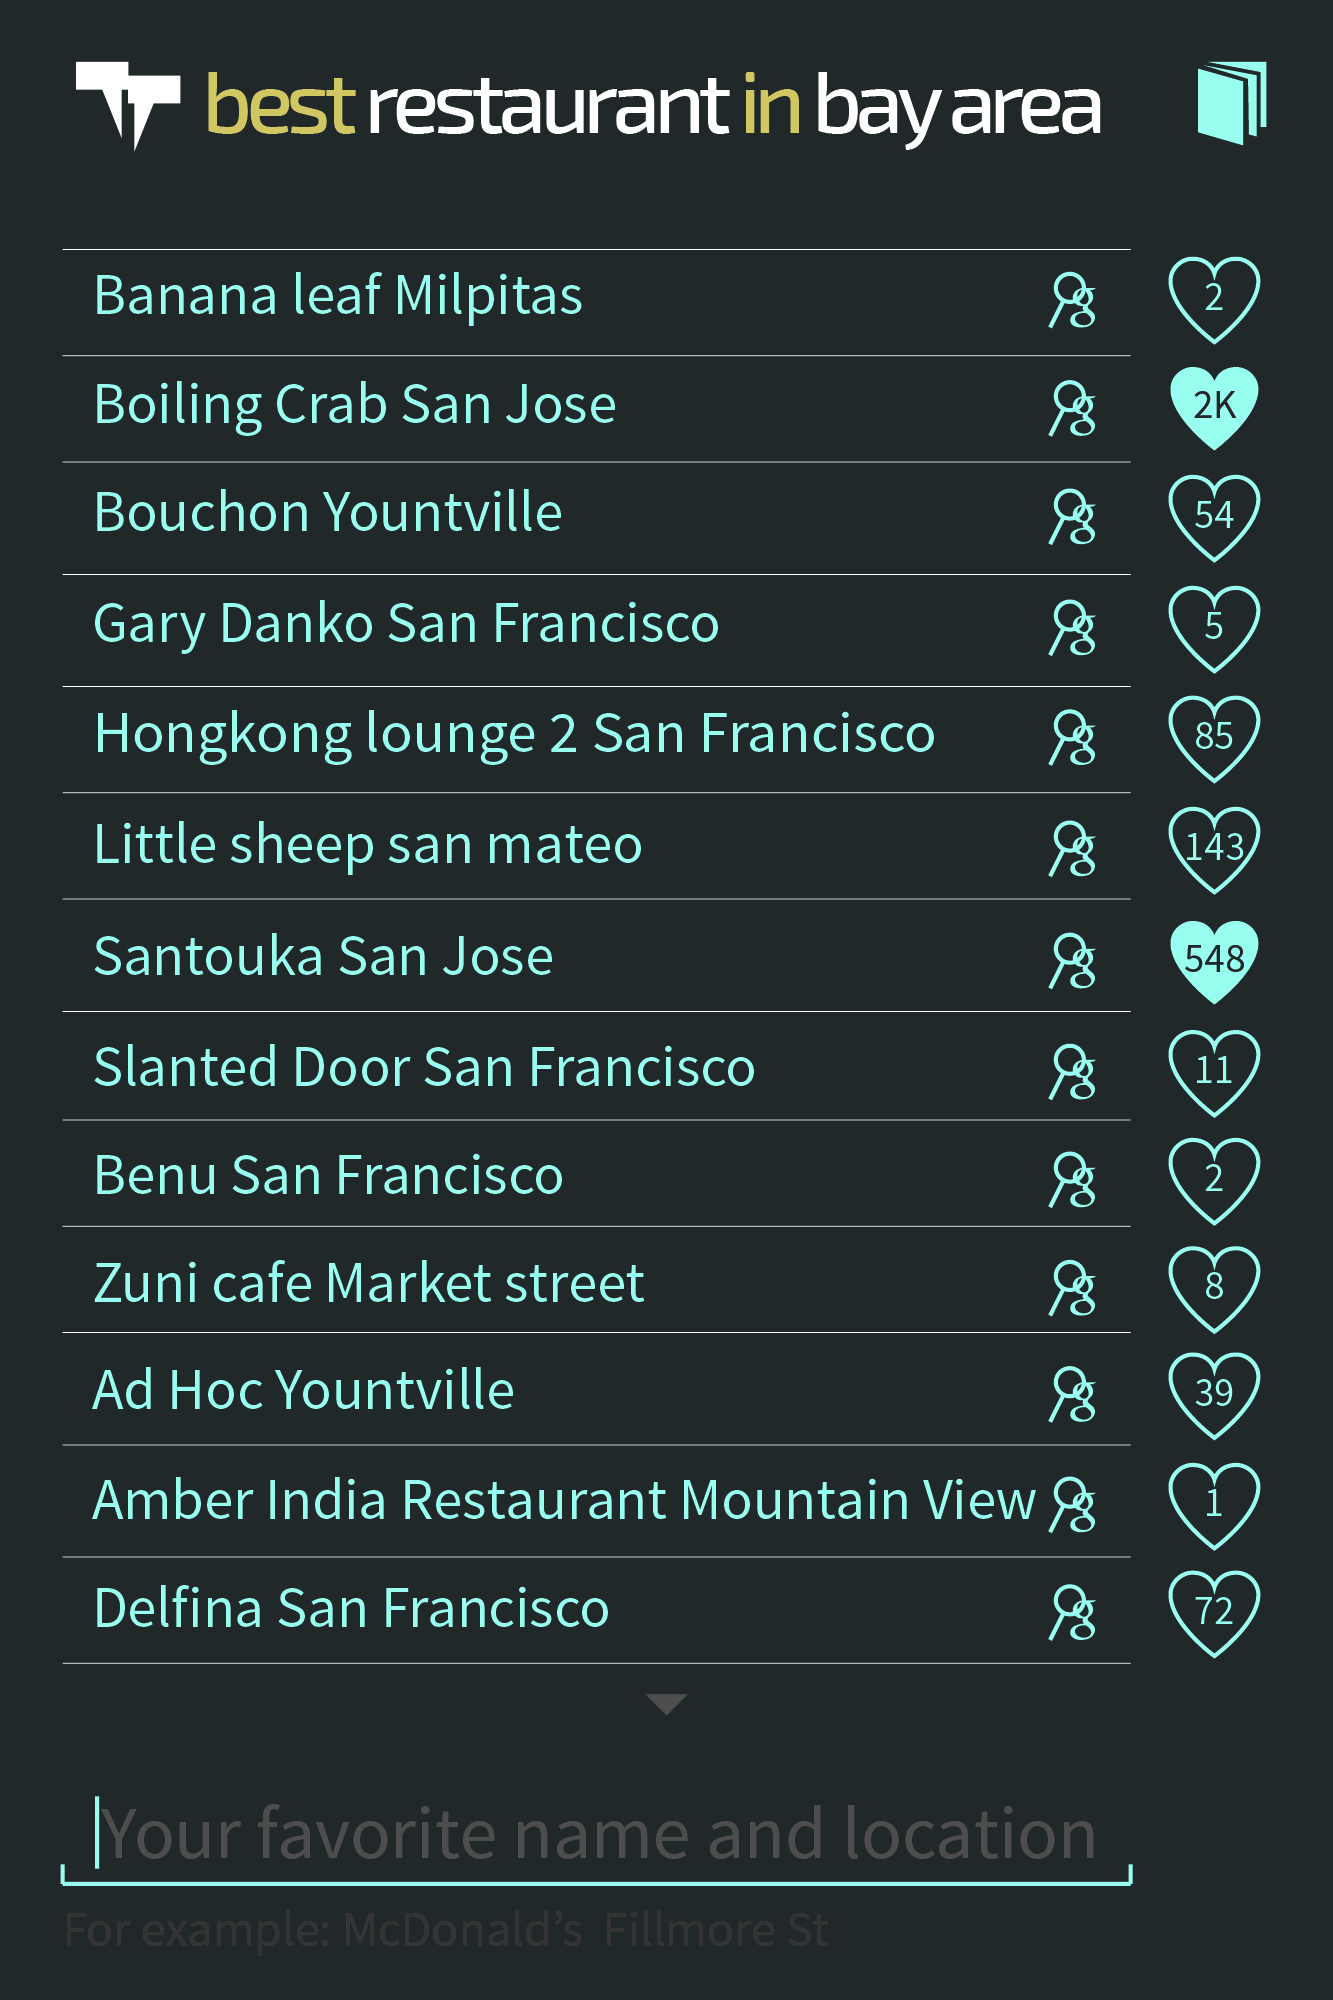 best restaurant in bay area
Banana leaf Milpitas 2
Boiling Crab San Jose 2K
Bouchon Yountville 54
Gary Danko San Francisco 5
Hongkong lounge 2 San Francisco 85
Little sheep san mateo 143
Santouka San Jose 548
Slanted Door San Francisco 11
Benu San Francisco 2
Zuni cafe Market street 8
Ad Hoc Yountville 39
Amber India Restaurant Mountain View 1
Delfina San Francisco 72
Your favorite name and location
For example: McDonald’s Fillmore St